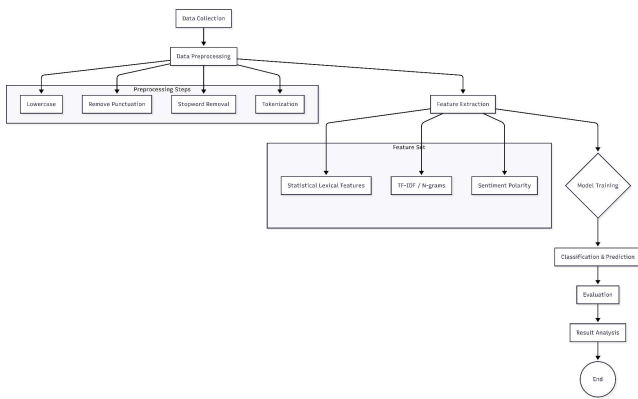 Data Collection
Data Preprocessing
Preprocessing Steps
Lowercase
Remove Punctuation
Stopword Removal
Tokenization
Feature Extraction
Feature Set
Statistical Lexical Features
TF-IDF / N-grams
Sentiment Polarity
Model Training
Classification & Prediction
Evaluation
Result Analysis
End